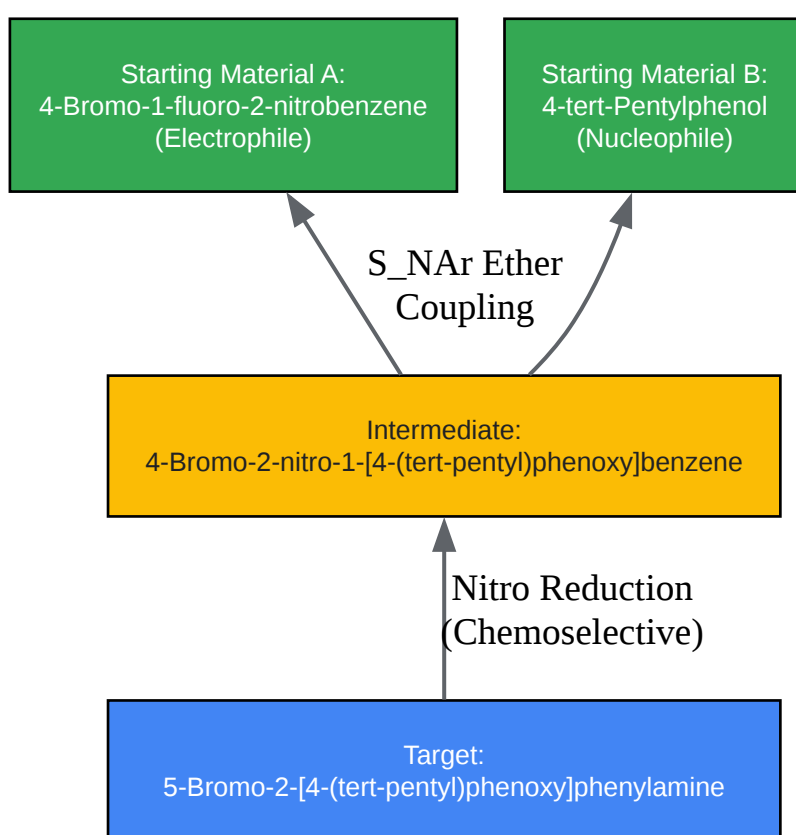 Starting Material A:
4-Bromo-1-fluoro-2-nitrobenzene
(Electrophile)
Starting Material B:
4-tert-Pentylphenol
(Nucleophile)
S_NAr Ether
Coupling
Intermediate:
4-Bromo-2-nitro-1-[4-(tert-pentyl)phenoxy]benzene
Nitro Reduction
(Chemoselective)
Target:
5-Bromo-2-[4-(tert-pentyl)phenoxy]phenylamine